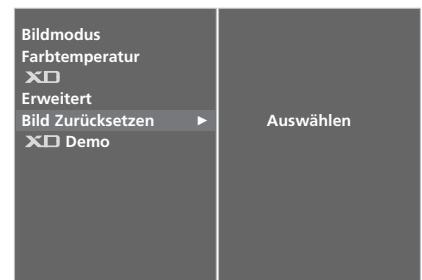 Bildmodus
Farbtemperatur
XD
Erweitert
Bild Zurücksetzen ► Auswählen
XD Demo